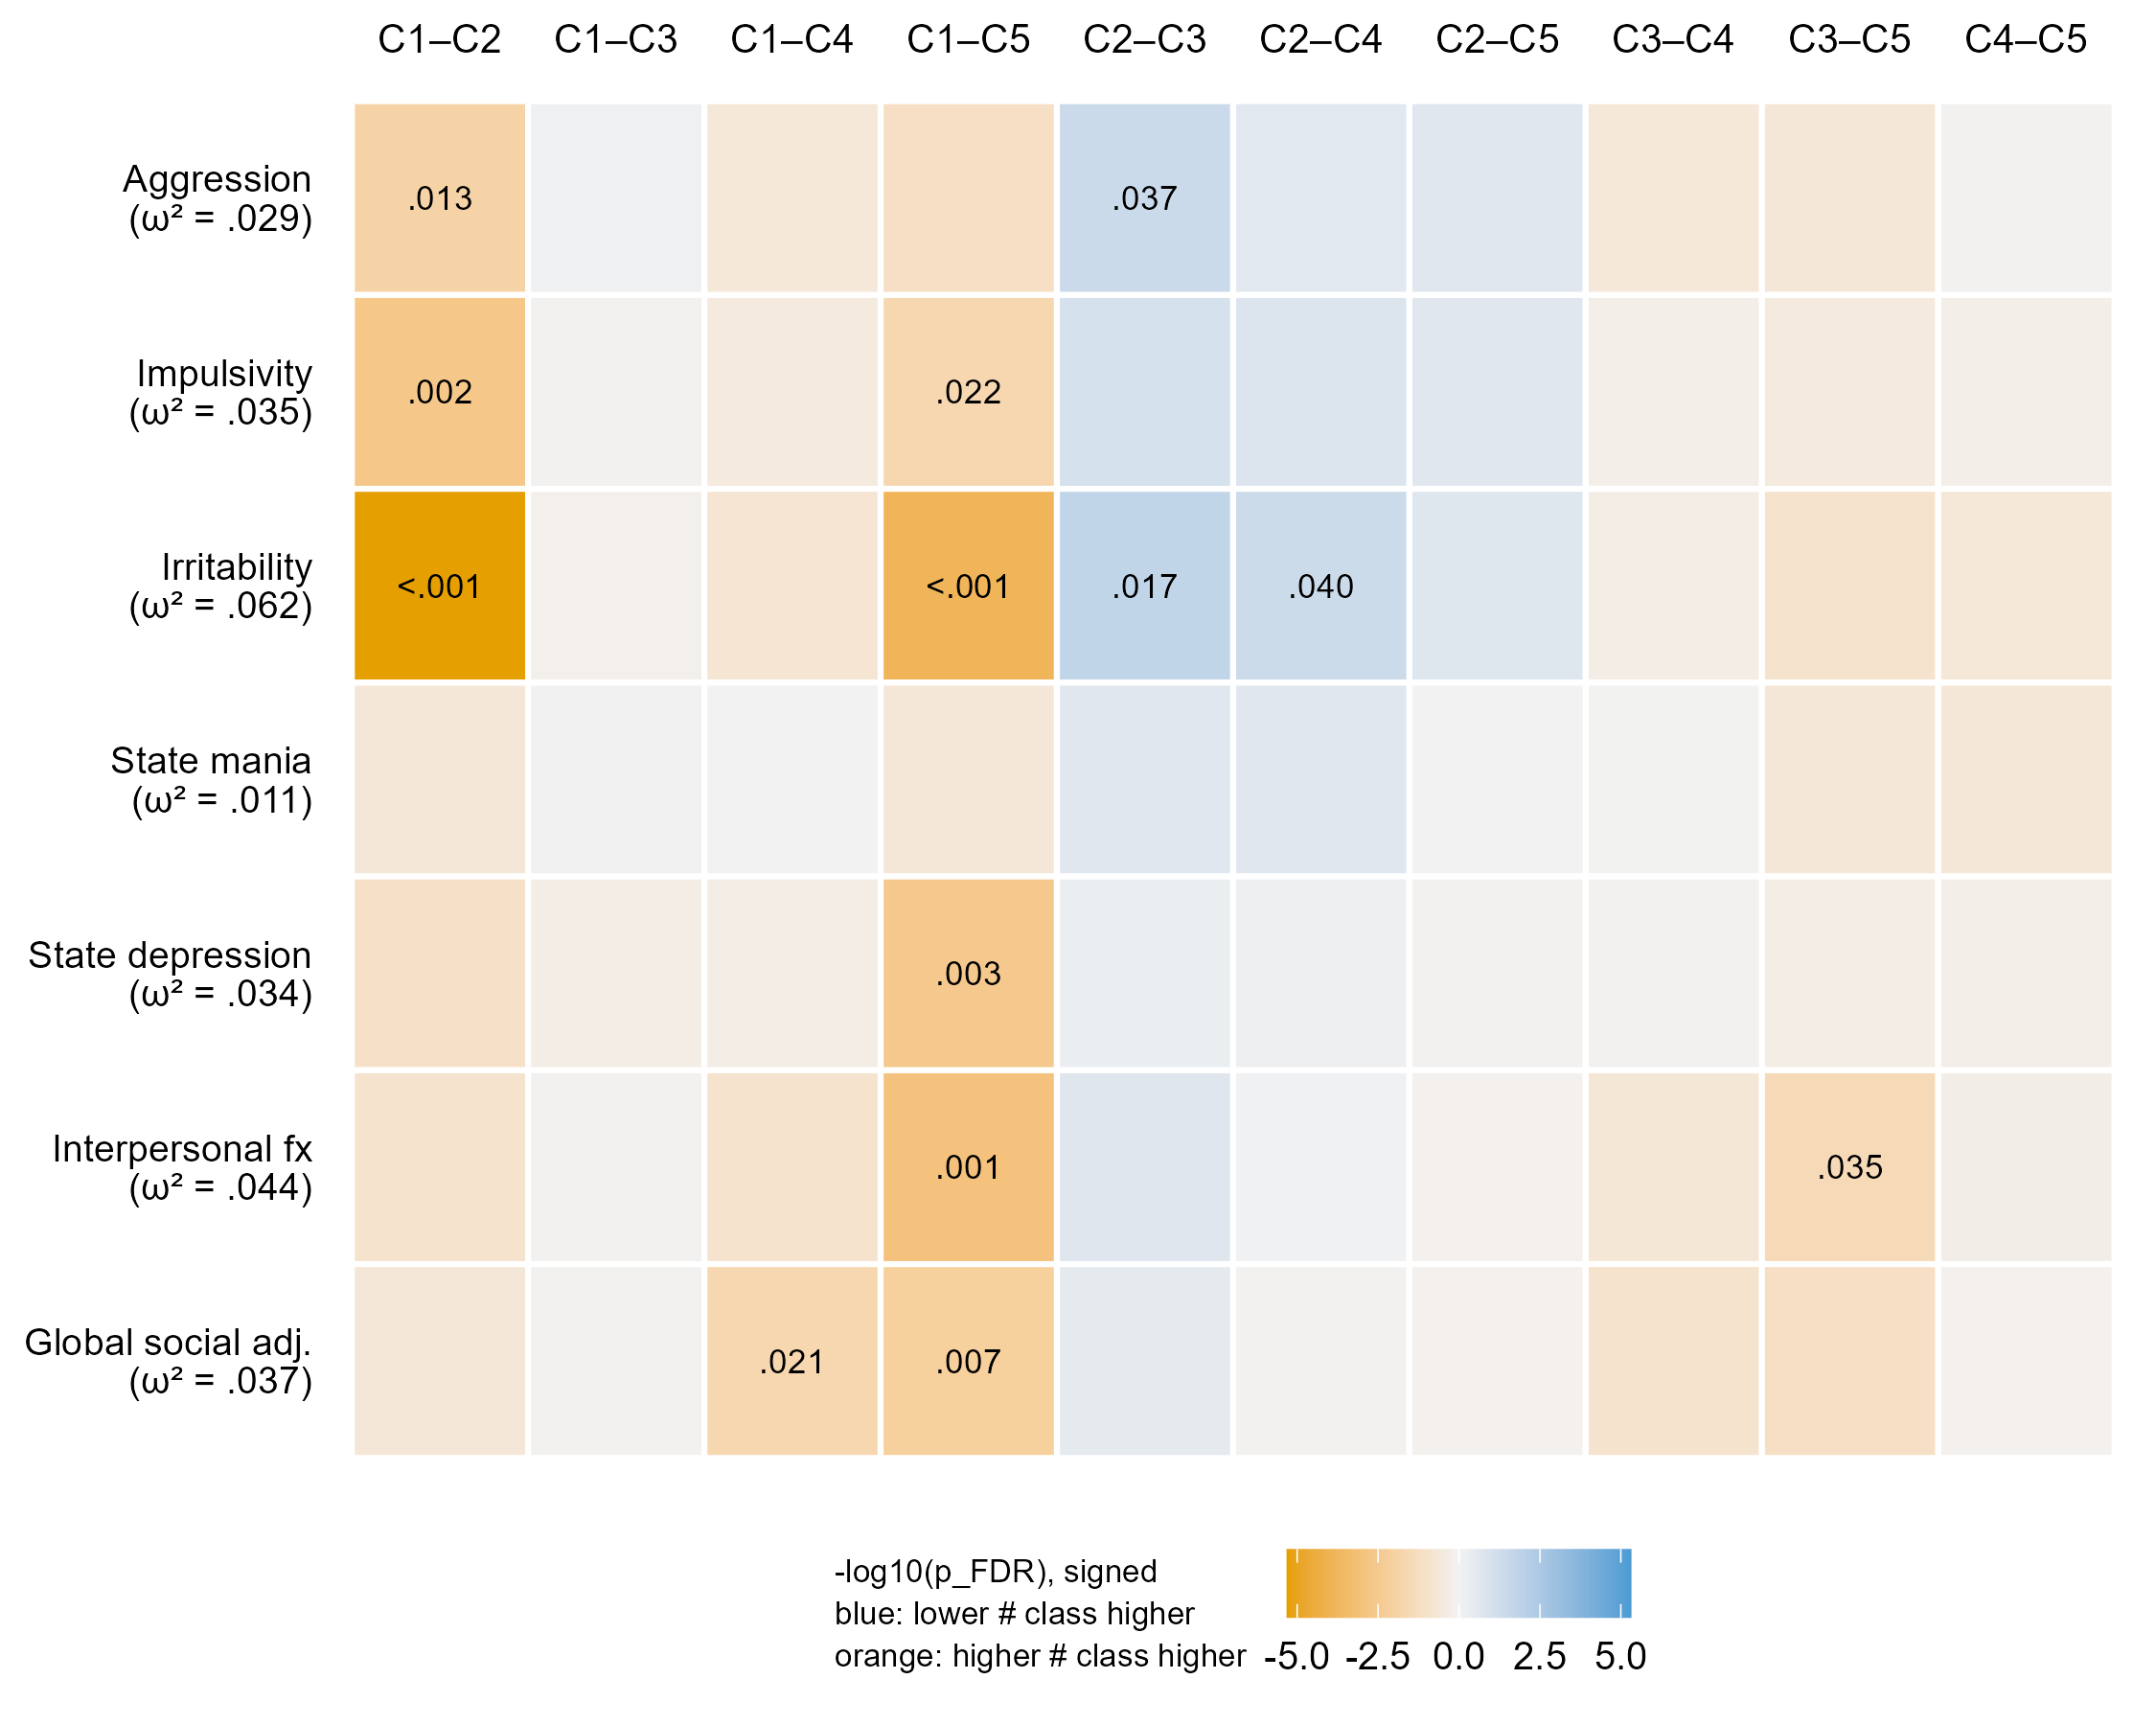 C1–C2 C1–C3 C1–C4 C1–C5 C2–C3 C2–C4 C2–C5 C3–C4 C3–C5 C4–C5
Aggression
(ω² = .029)
.013 .037
Impulsivity
(ω² = .035)
.002 .022
Irritability
(ω² = .062)
<.001 <.001 .017 .040
State mania
(ω² = .011)
State depression
(ω² = .034)
.003
Interpersonal fx
(ω² = .044)
.001 .035
Global social adj.
(ω² = .037)
.021 .007
-log10(p_FDR), signed
blue: lower # class higher
orange: higher # class higher
-5.0 -2.5 0.0 2.5 5.0